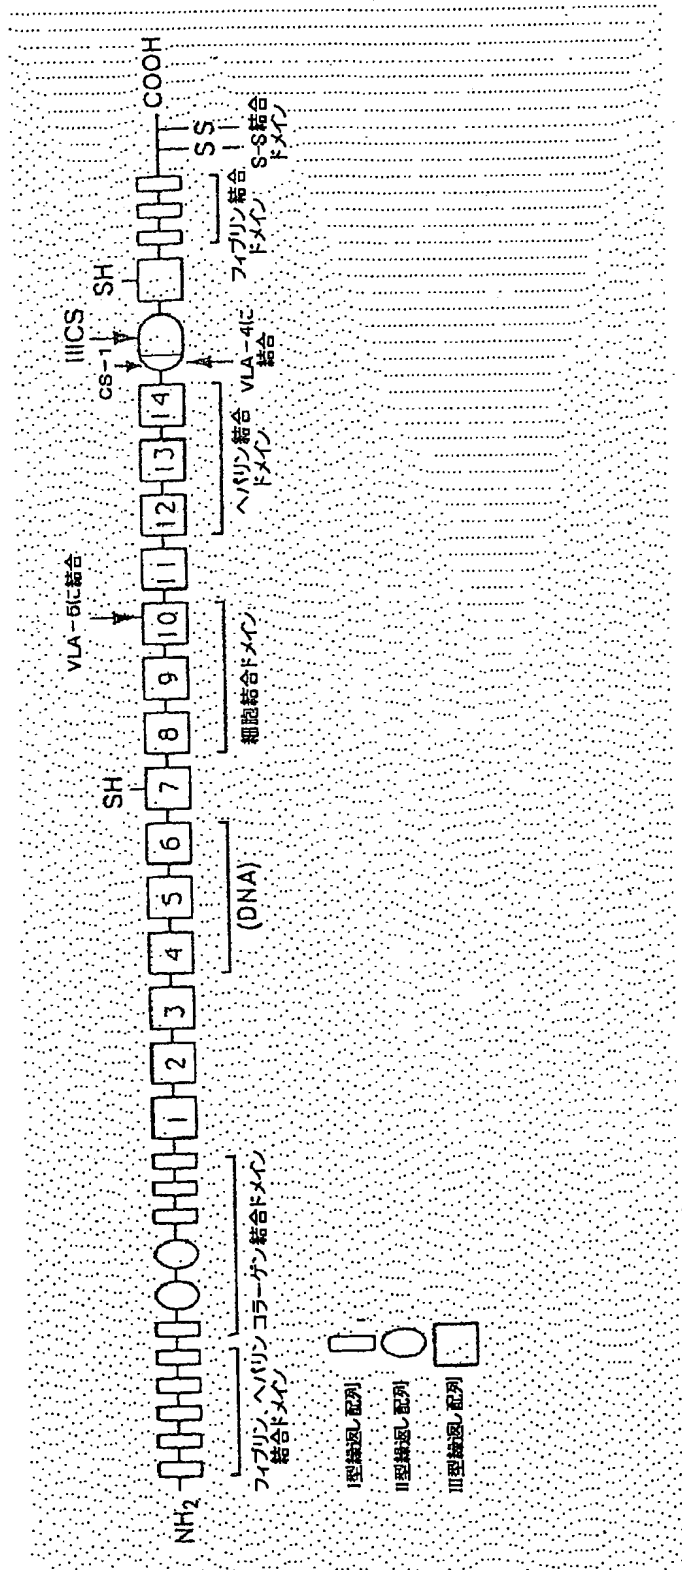 NH2
フィブリン、ヘパリン
結合ドメイン
コラーゲン結合ドメイン
1
2
3
4
5
6
(DNA)
SH
7
8
9
10
細胞結合ドメイン
VLA-5に結合
11
12
13
14
ヘパリン結合
ドメイン
CS-1
IIICS
VLA-4に
結合
SH
フィブリン結合
ドメイン
S S
S-S結合
ドメイン
COOH
I型繰返し配列
II型繰返し配列
III型繰返し配列